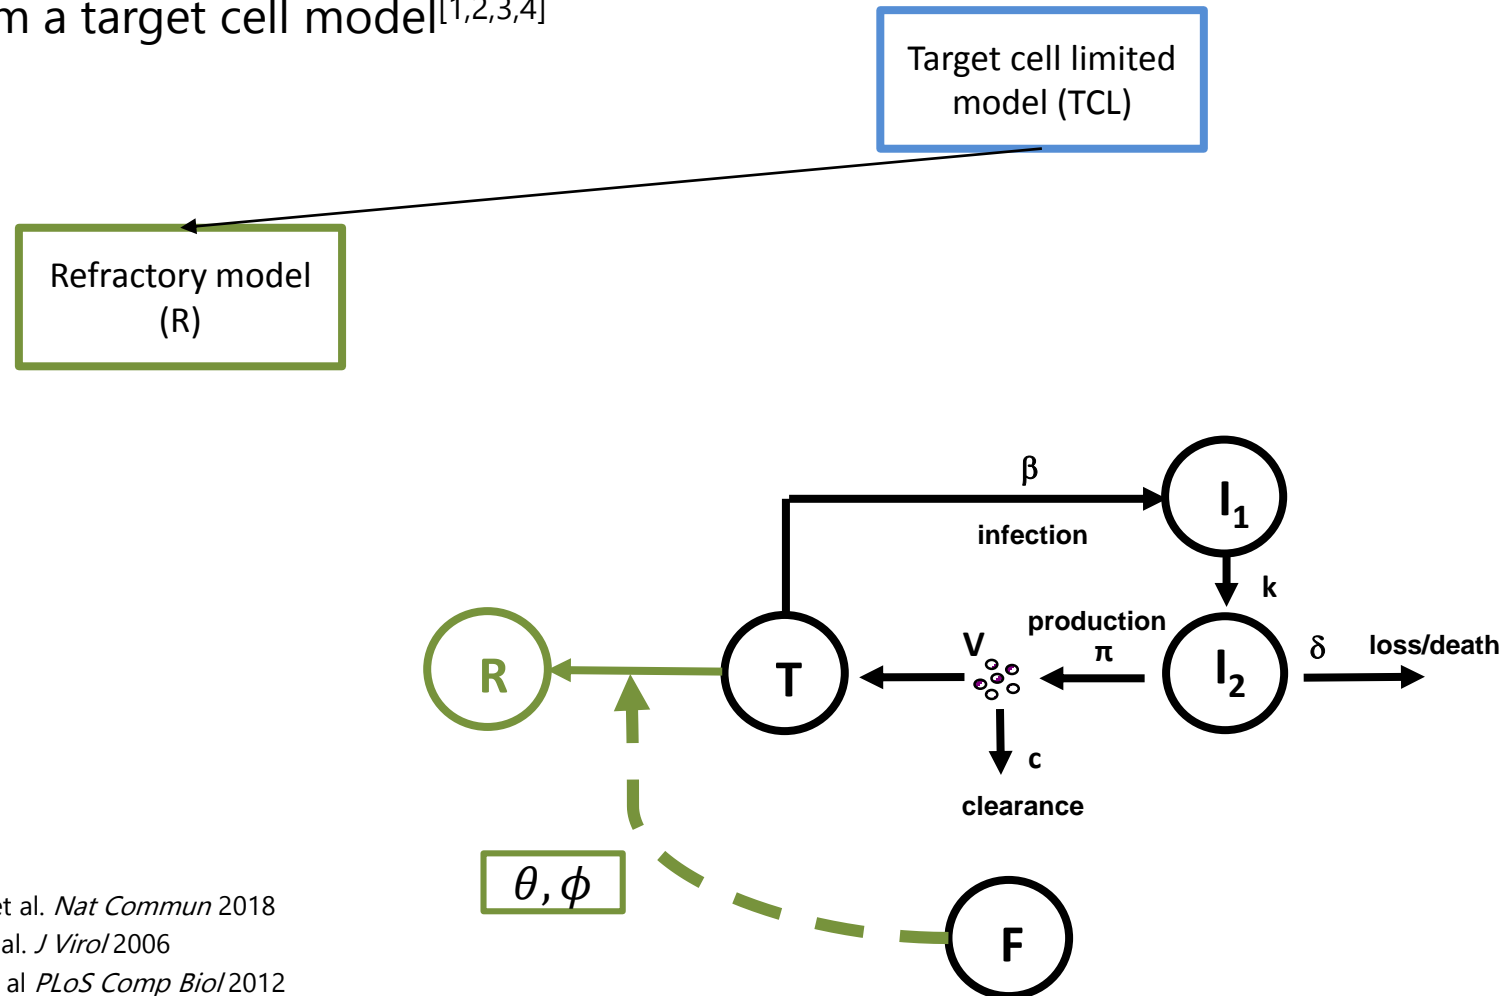 m a target cell model[1,2,3,4]
Target cell limited
model (TCL)
Refractory model
(R)
β
infection
I1
k
production
π
V
R
T
I2
δ
loss/death
c
clearance
θ, ϕ
F
et al. Nat Commun 2018
al. J Virol 2006
al PLoS Comp Biol 2012